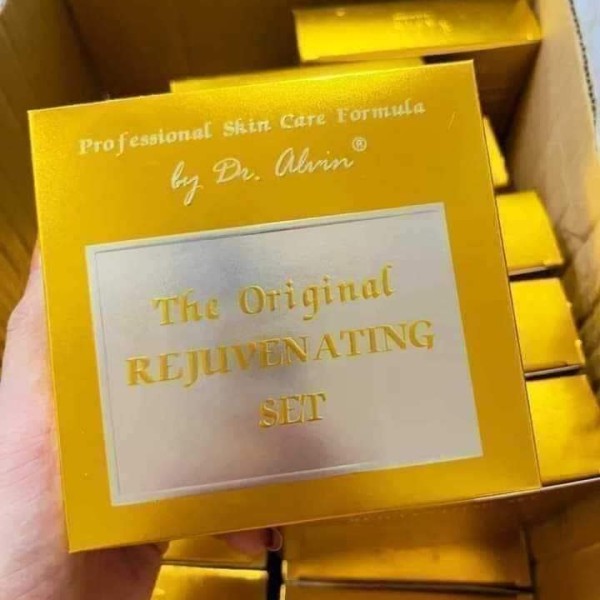 Professional Skin Care Formula
by Dr. Alvin®
The Original
REJUVENATING
SET